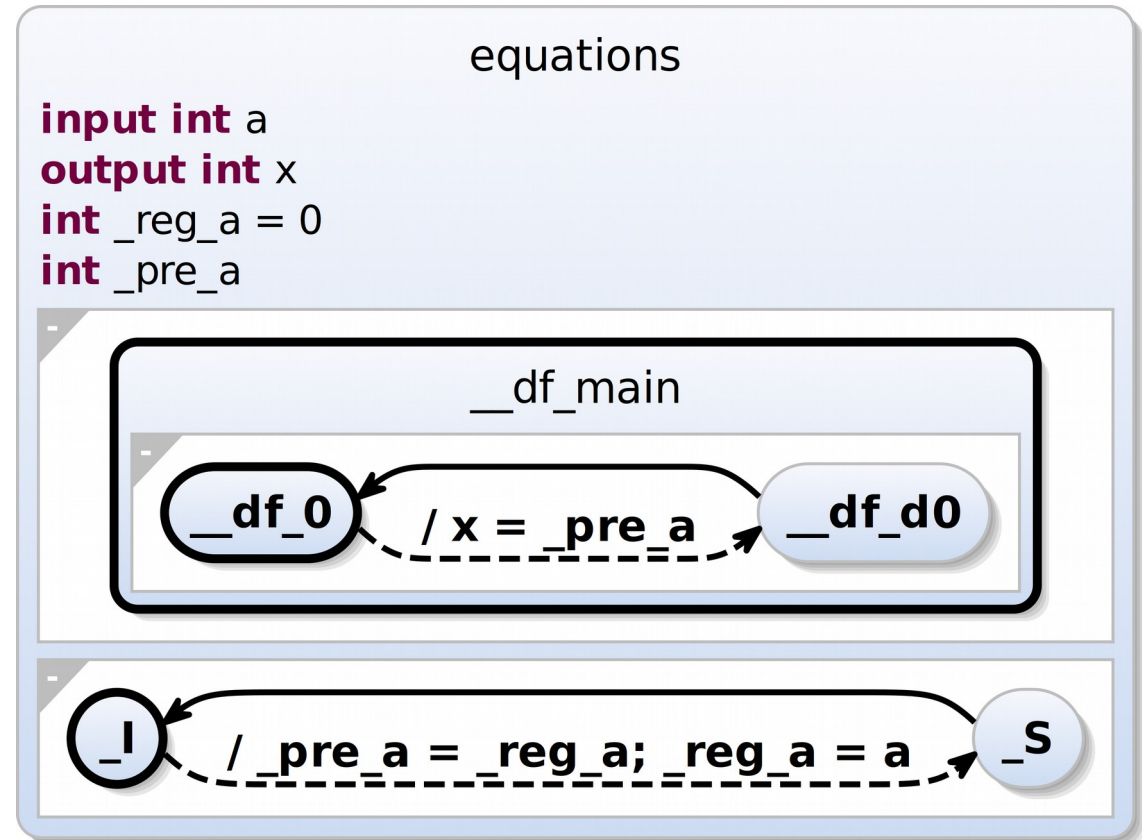 equations
input int a
output int x
int _reg_a = 0
int _pre_a
-
__df_main
-
__df_0
/ x = _pre_a
__df_d0
-
_I
/ _pre_a = _reg_a; _reg_a = a
_S